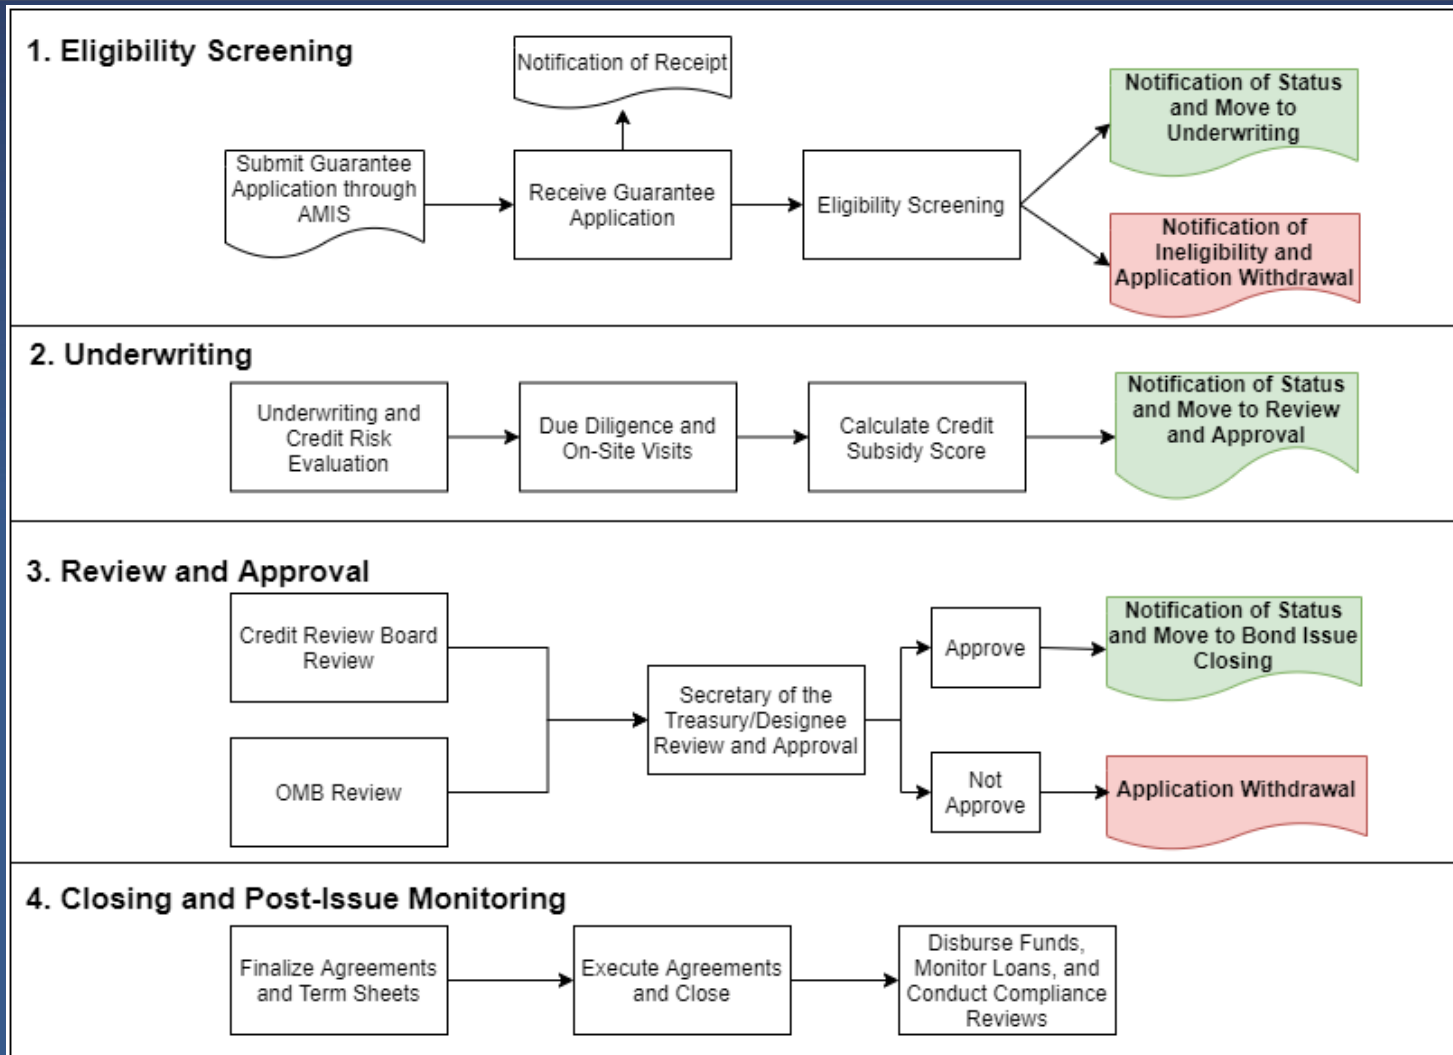 1. Eligibility Screening
Notification of Receipt
Submit Guarantee
Application through
AMIS
Receive Guarantee
Application
Eligibility Screening
Notification of Status
and Move to
Underwriting
Notification of
Ineligibility and
Application Withdrawal
2. Underwriting
Underwriting and
Credit Risk
Evaluation
Due Diligence and
On-Site Visits
Calculate Credit
Subsidy Score
Notification of Status
and Move to Review
and Approval
3. Review and Approval
Credit Review Board
Review
OMB Review
Secretary of the
Treasury/Designee
Review and Approval
Approve
Notification of Status
and Move to Bond Issue
Closing
Not
Approve
Application Withdrawal
4. Closing and Post-Issue Monitoring
Finalize Agreements
and Term Sheets
Execute Agreements
and Close
Disburse Funds,
Monitor Loans, and
Conduct Compliance
Reviews